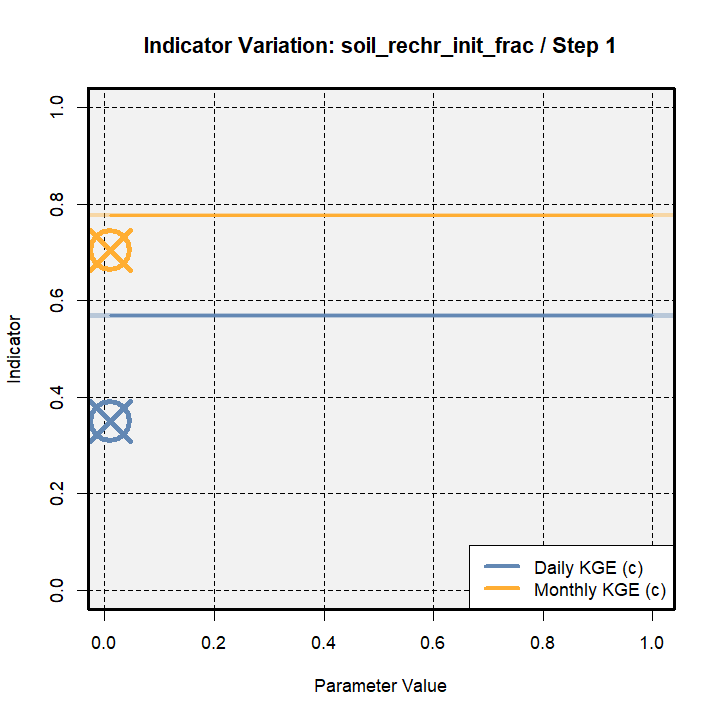 Indicator Variation: soil_rechr_init_frac / Step 1
Indicator
1.0
0.8
0.6
0.4
0.2
0.0
Daily KGE (c)
Monthly KGE (c)
0.0 0.2 0.4 0.6 0.8 1.0
Parameter Value